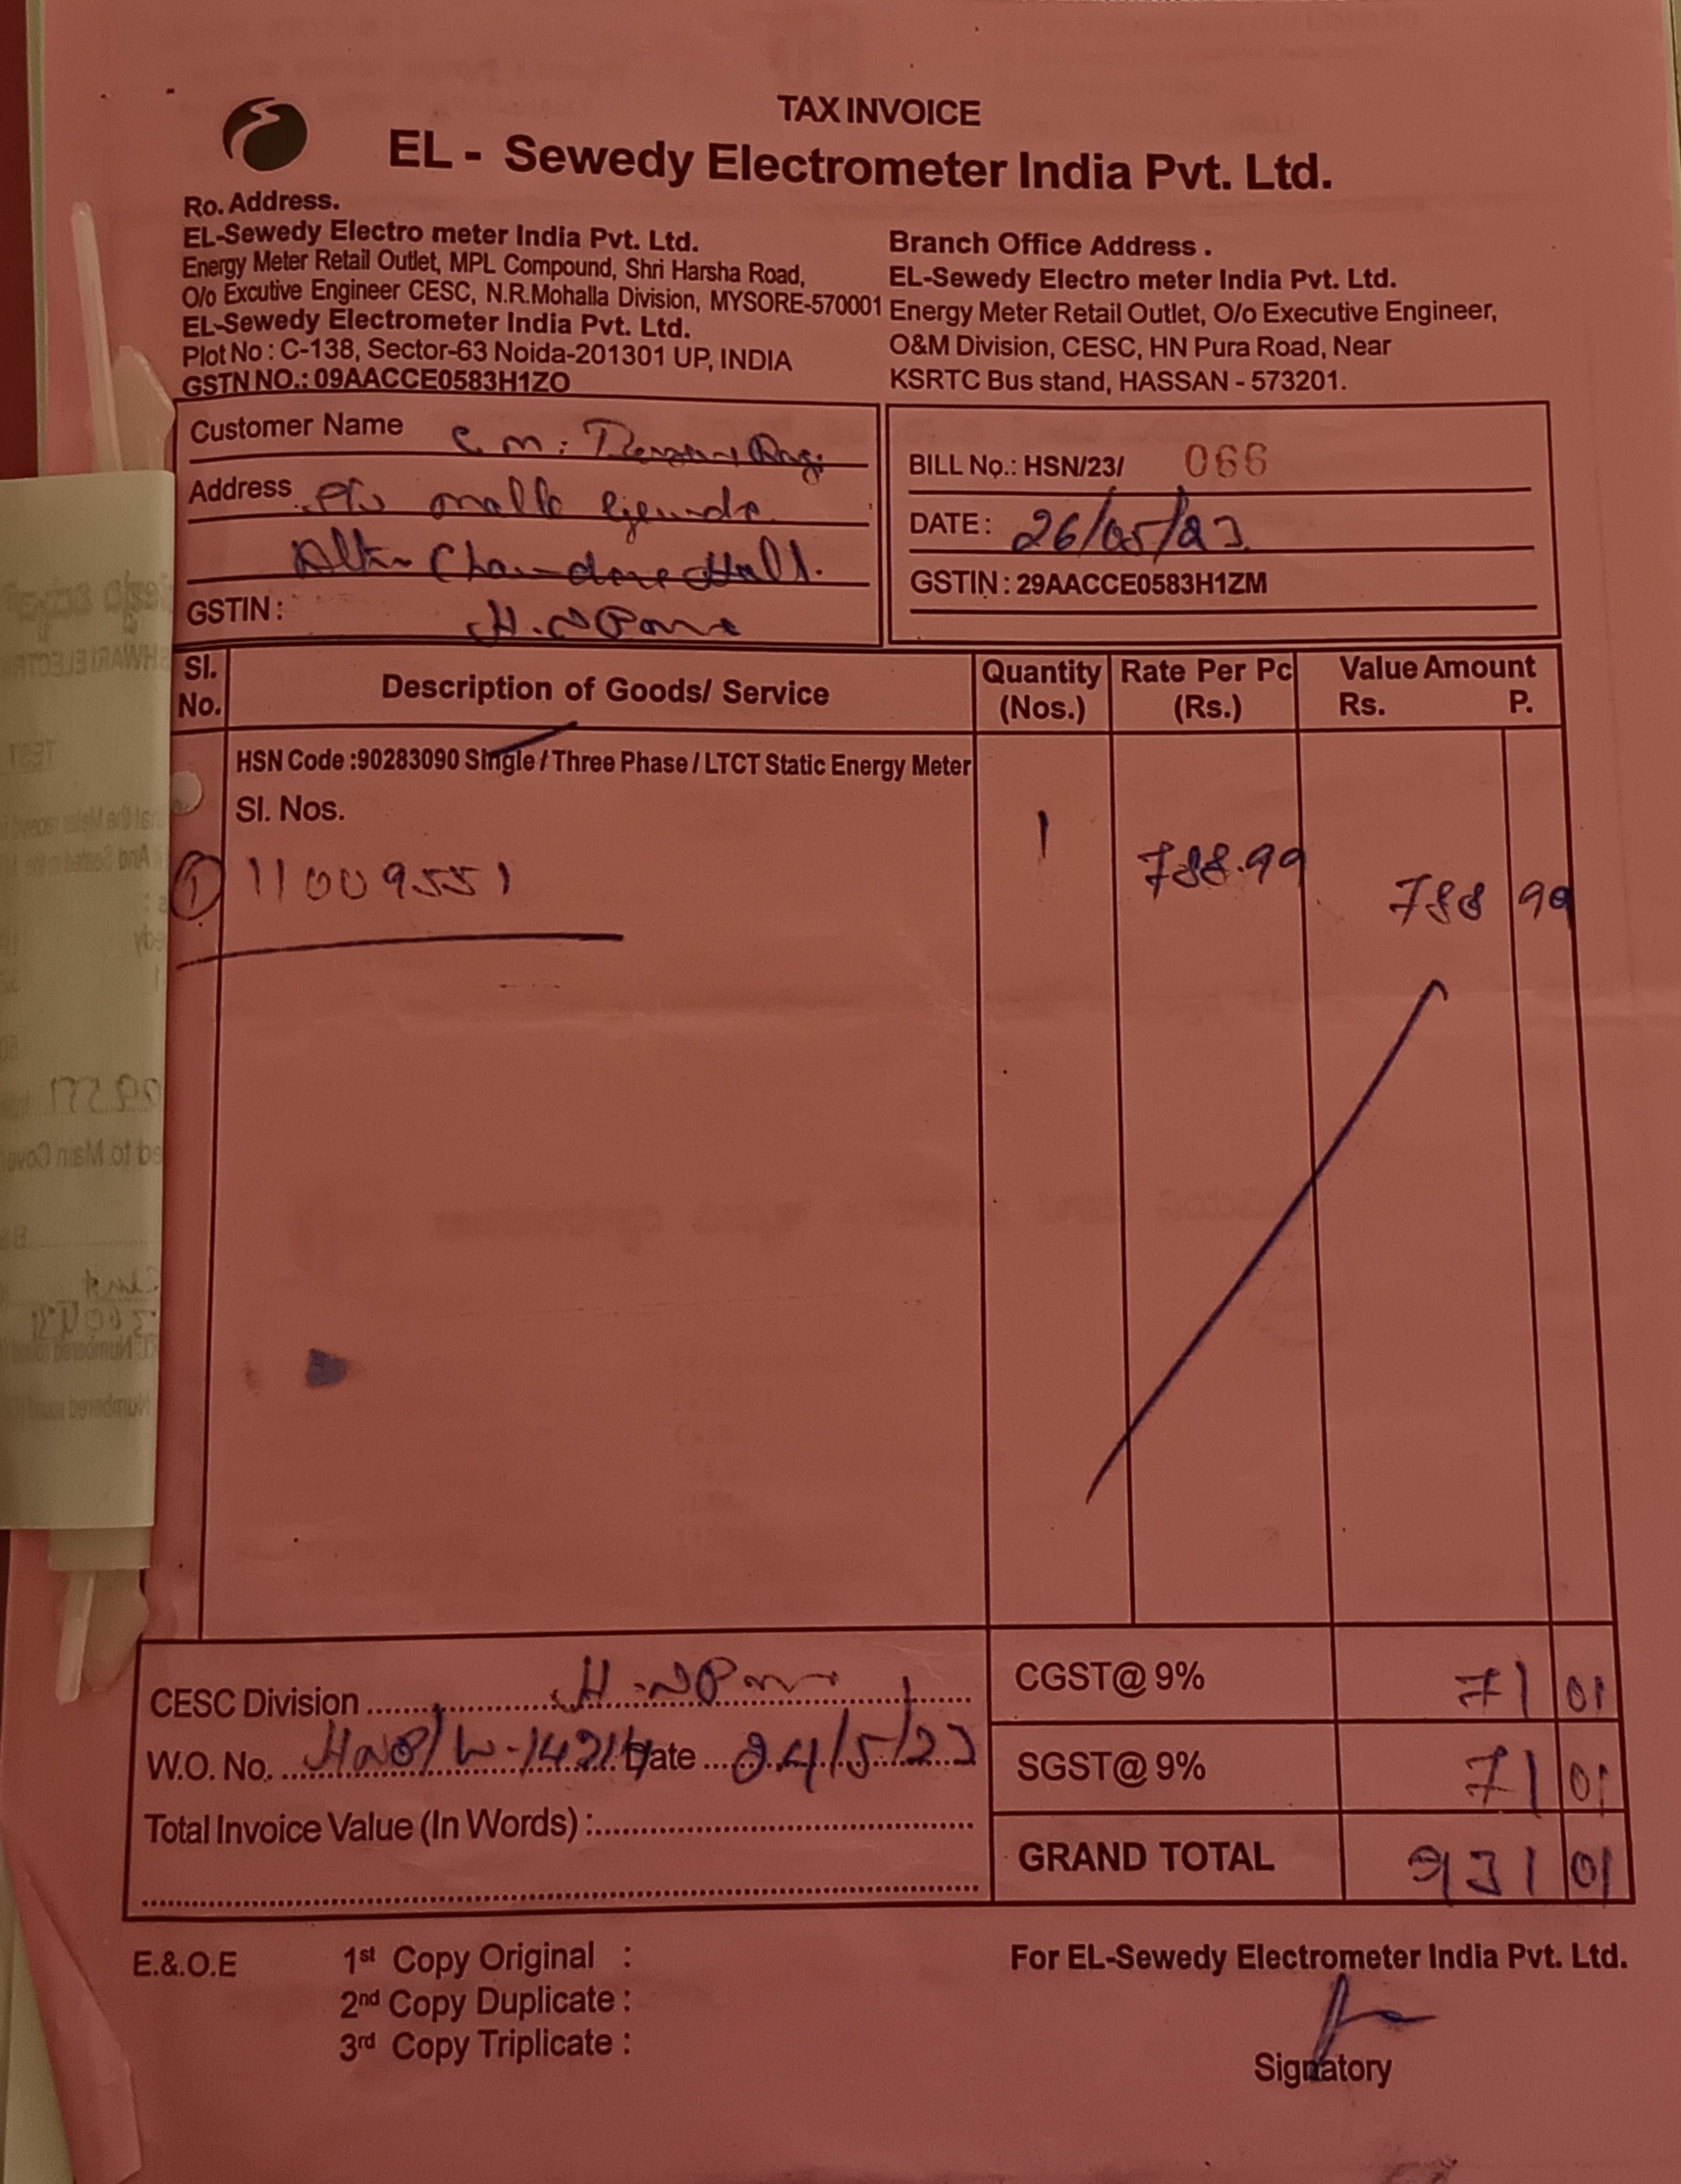 TAX INVOICE
EL - Sewedy Electrometer India Pvt. Ltd.
Ro. Address.
EL-Sewedy Electro meter India Pvt. Ltd.
Energy Meter Retail Outlet, MPL Compound, Shri Harsha Road,
O/o Excutive Engineer CESC, N.R.Mohalla Division, MYSORE-570001
EL-Sewedy Electrometer India Pvt. Ltd.
Plot No : C-138, Sector-63 Noida-201301 UP, INDIA
GSTN NO.: 09AACCE0583H1ZO
Branch Office Address .
EL-Sewedy Electro meter India Pvt. Ltd.
Energy Meter Retail Outlet, O/o Executive Engineer,
O&M Division, CESC, HN Pura Road, Near
KSRTC Bus stand, HASSAN - 573201.
Customer Name
Address
GSTIN :
BILL No.: HSN/23/ 066
DATE : 26/05/23
GSTIN : 29AACCE0583H1ZM
Sl. No. Description of Goods/ Service Quantity (Nos.) Rate Per Pc (Rs.) Value Amount Rs. P.
HSN Code :90283090 Single / Three Phase / LTCT Static Energy Meter
Sl. Nos.
1 11009551 1 788.99 788 99
CESC Division
W.O. No. Date 24/5/23
Total Invoice Value (In Words) :
CGST@ 9% 71 01
SGST@ 9% 71 01
GRAND TOTAL 931 01
E.&.O.E
1st Copy Original :
2nd Copy Duplicate :
3rd Copy Triplicate :
For EL-Sewedy Electrometer India Pvt. Ltd.
Signatory